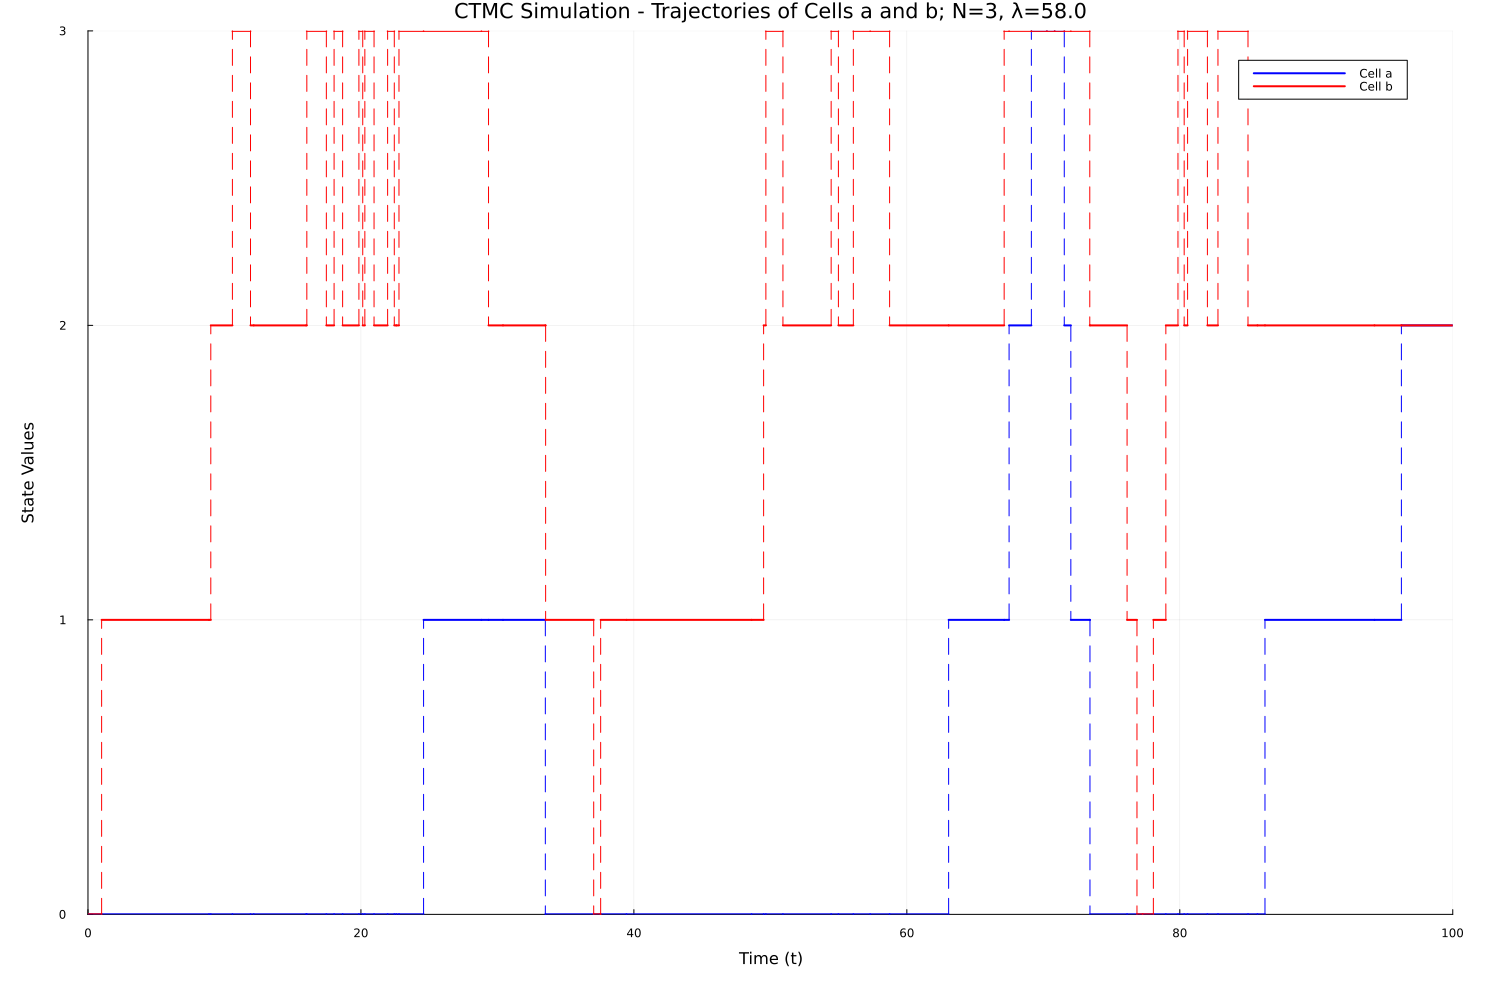 CTMC Simulation - Trajectories of Cells a and b; N=3, λ=58.0
3
Cell a
Cell b
2
State Values
1
0
0 20 40 60 80 100
Time (t)